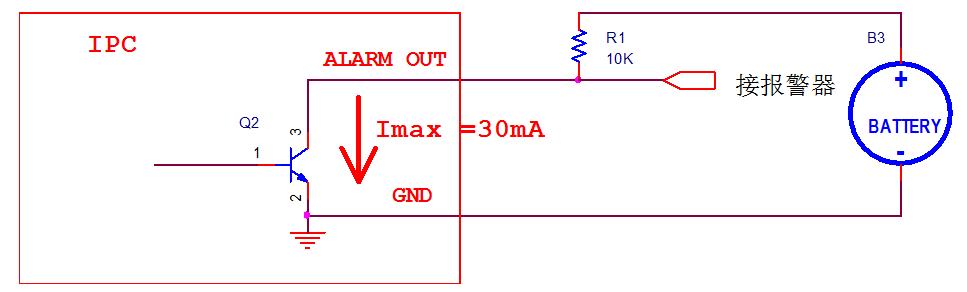 IPC
ALARM OUT
R1
10K
B3
接报警器
Q2
3
Imax =30mA
1
+
BATTERY
-
2
GND